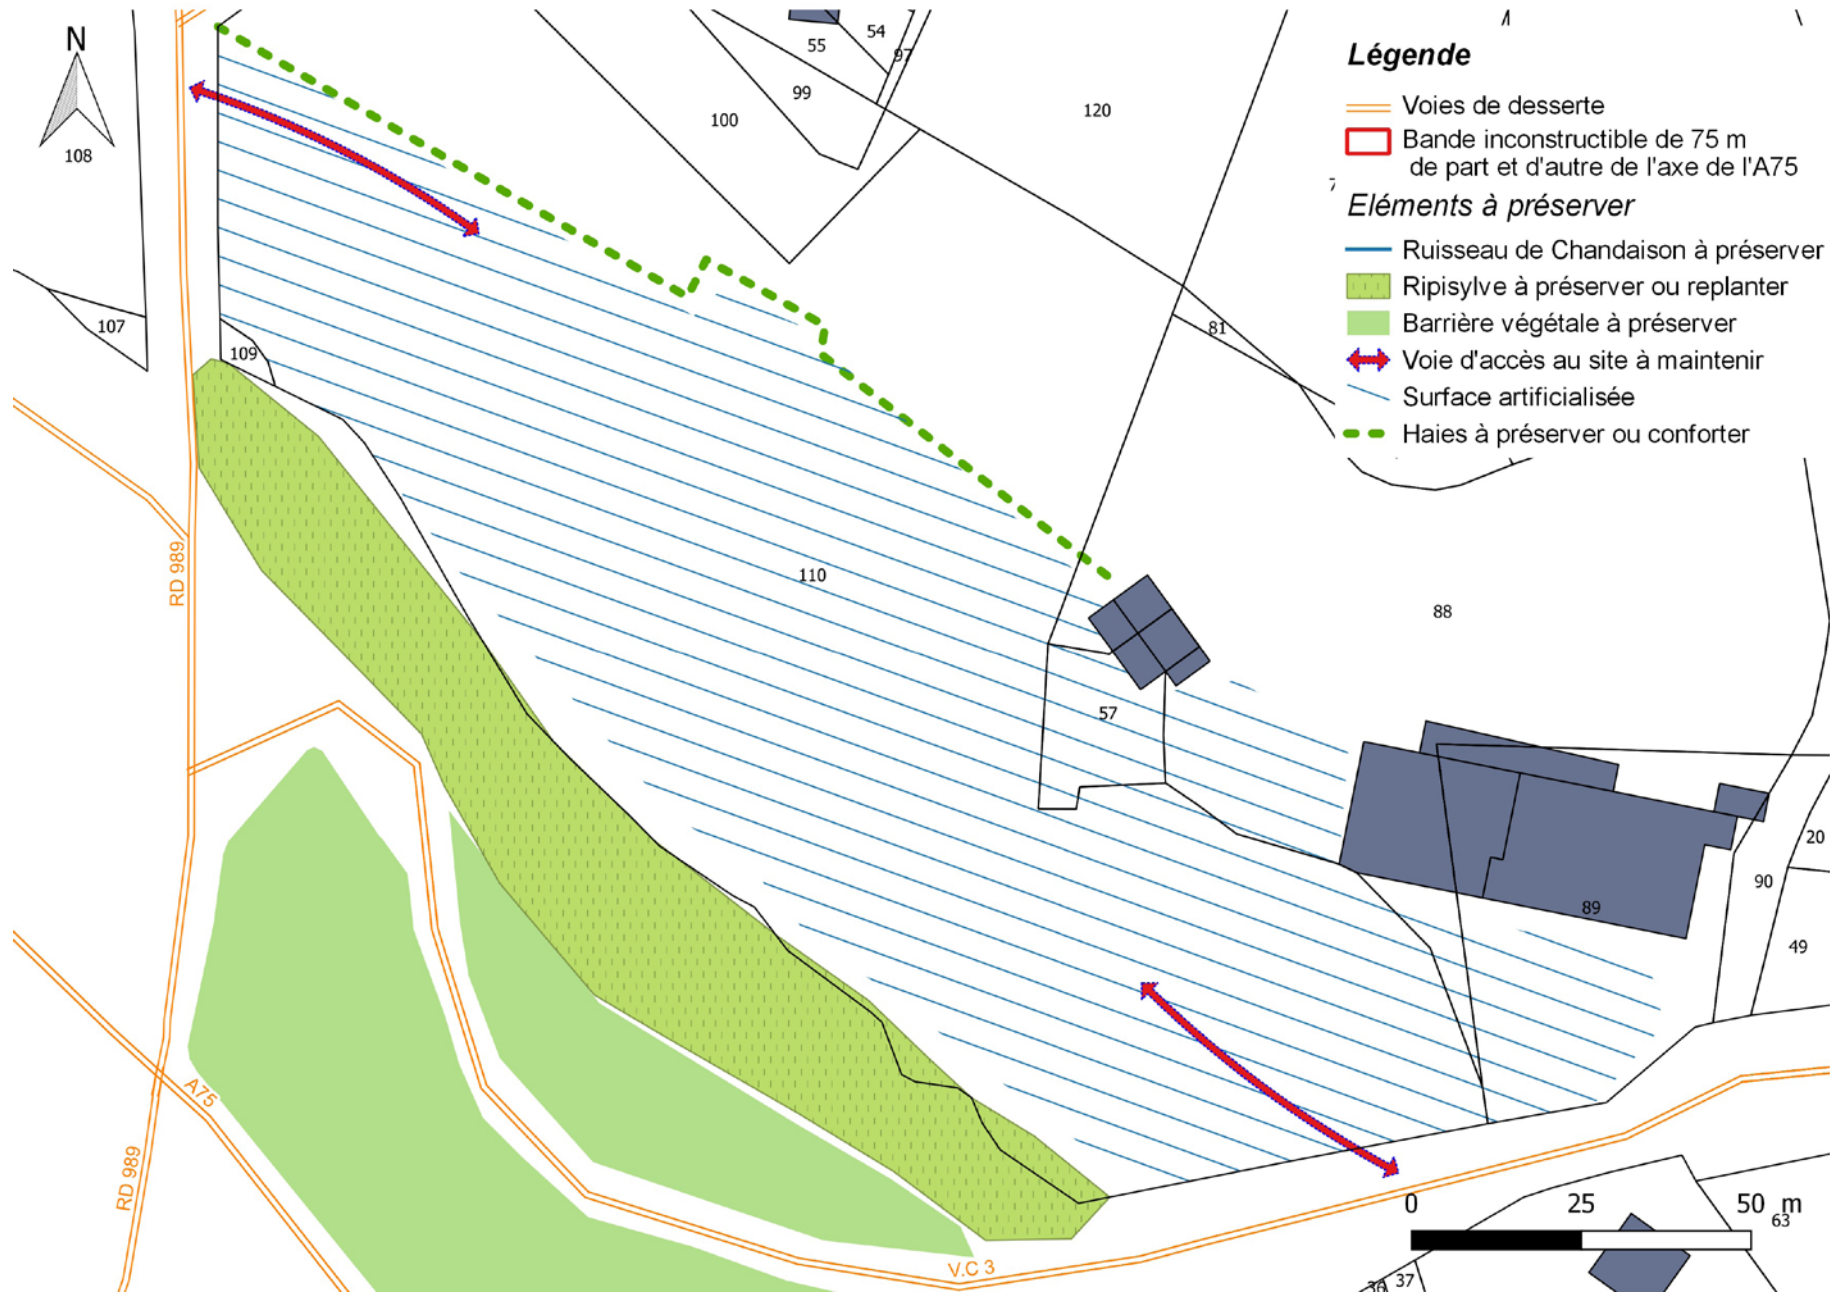 N
108
107
109
100
99
55
54
97
120
81
7
110
57
88
89
90
20
49
63
37
36
RD 989
RD 989
A75
V.C 3
Légende
Voies de desserte
Bande inconstructible de 75 m
de part et d'autre de l'axe de l'A75
Eléments à préserver
Ruisseau de Chandaison à préserver
Ripisylve à préserver ou replanter
Barrière végétale à préserver
Voie d'accès au site à maintenir
Surface artificialisée
Haies à préserver ou conforter
0 25 50 m